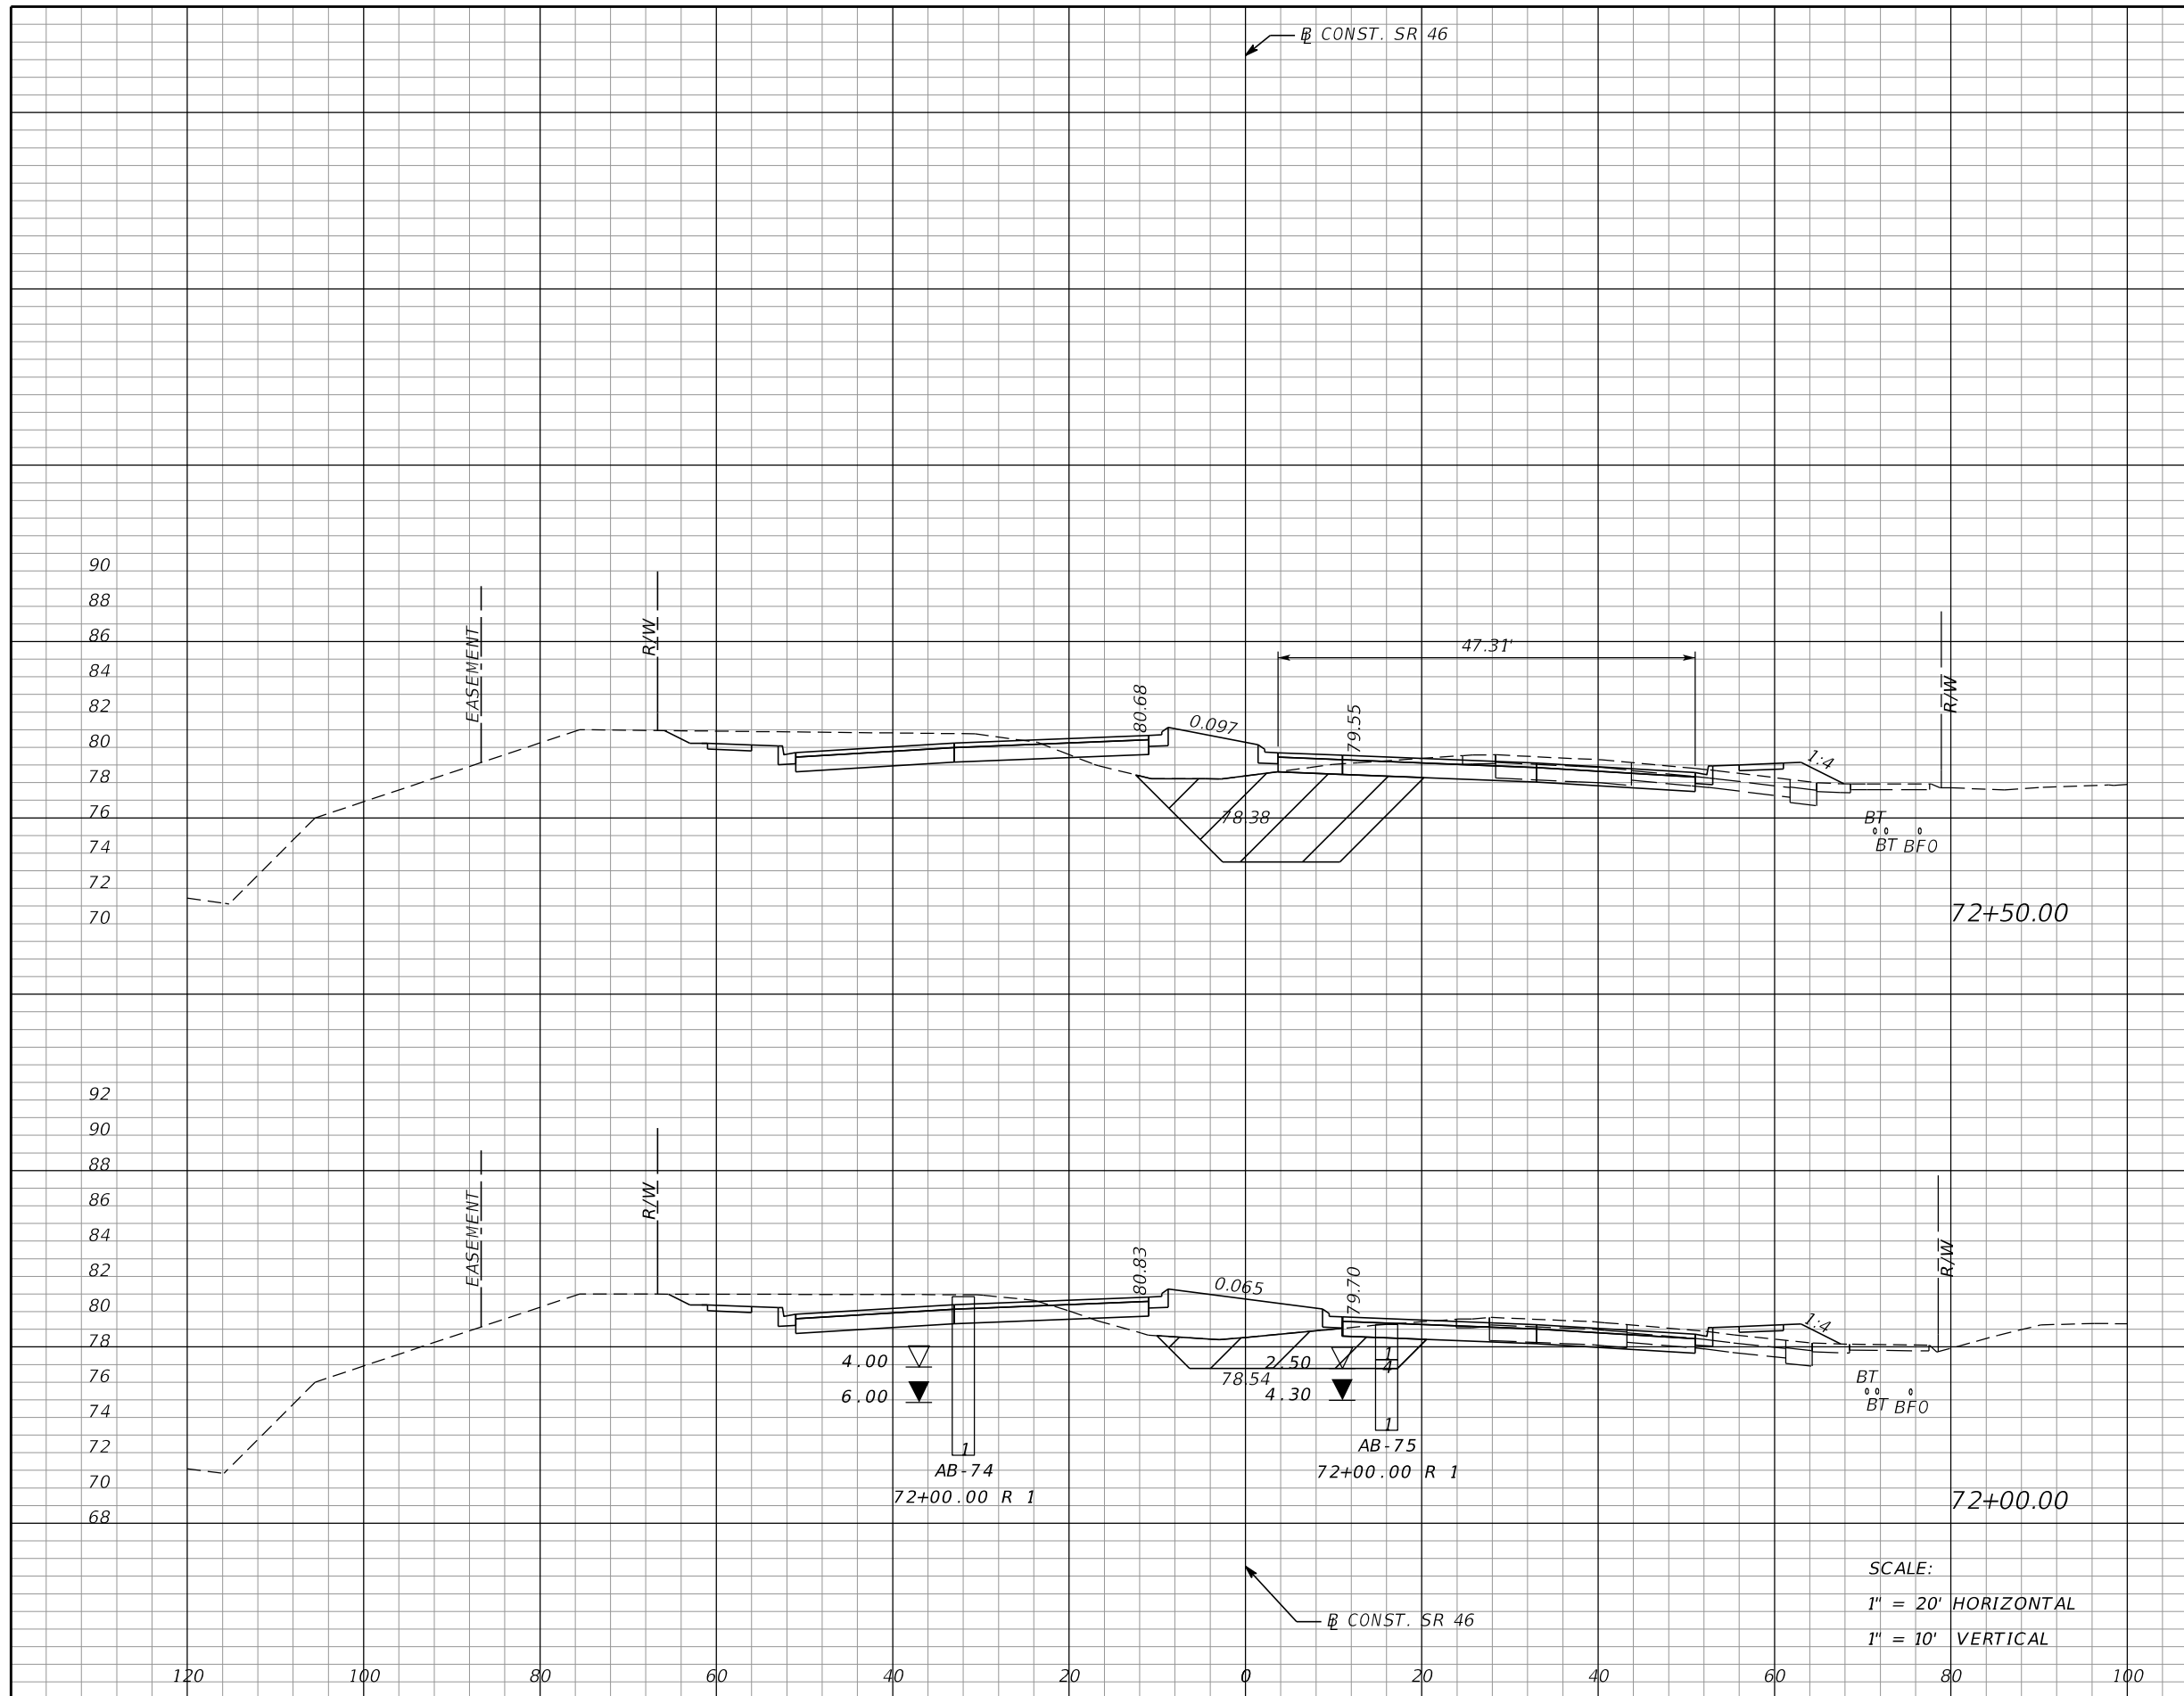 BL CONST. SR 46
90
88
86
84
82
80
78
76
74
72
70
EASEMENT
R/W
80.68
0.097
79.55
47.31'
78.38
1:4
R/W
BT
BT BFO
72+50.00
92
90
88
86
84
82
80
78
76
74
72
70
68
EASEMENT
R/W
80.83
0.065
79.70
78.54
4.00
6.00
1
AB-74
72+00.00 R 1
2.50
4.30
1
4
1
AB-75
72+00.00 R 1
1:4
R/W
BT
BT BFO
72+00.00
BL CONST. SR 46
SCALE:
1" = 20' HORIZONTAL
1" = 10' VERTICAL
120 100 80 60 40 20 0 20 40 60 80 100